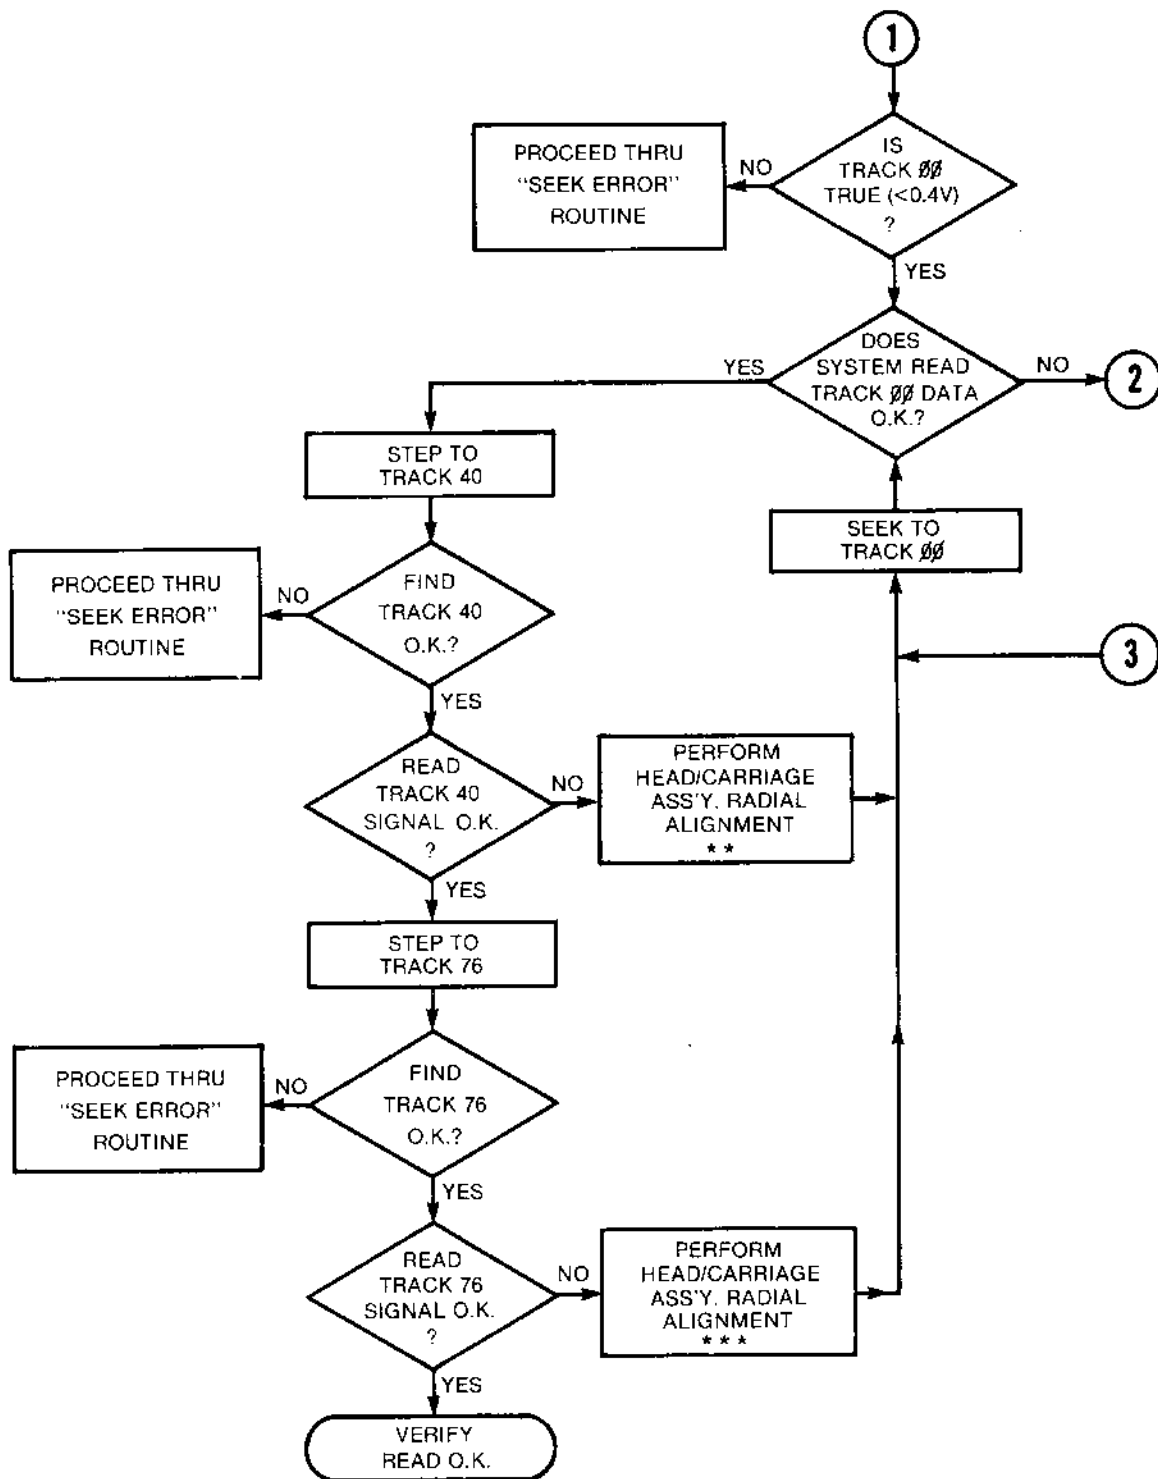 1
IS
TRACK ØØ
TRUE (<0.4V)
?
NO
PROCEED THRU
"SEEK ERROR"
ROUTINE
YES
DOES
SYSTEM READ
TRACK ØØ DATA
O.K.?
NO
2
YES
STEP TO
TRACK 40
SEEK TO
TRACK ØØ
3
FIND
TRACK 40
O.K.?
NO
PROCEED THRU
"SEEK ERROR"
ROUTINE
YES
READ
TRACK 40
SIGNAL O.K.
?
NO
PERFORM
HEAD/CARRIAGE
ASS'Y. RADIAL
ALIGNMENT
* *
YES
STEP TO
TRACK 76
FIND
TRACK 76
O.K.?
NO
PROCEED THRU
"SEEK ERROR"
ROUTINE
YES
READ
TRACK 76
SIGNAL O.K.
?
NO
PERFORM
HEAD/CARRIAGE
ASS'Y. RADIAL
ALIGNMENT
* * *
YES
VERIFY
READ O.K.